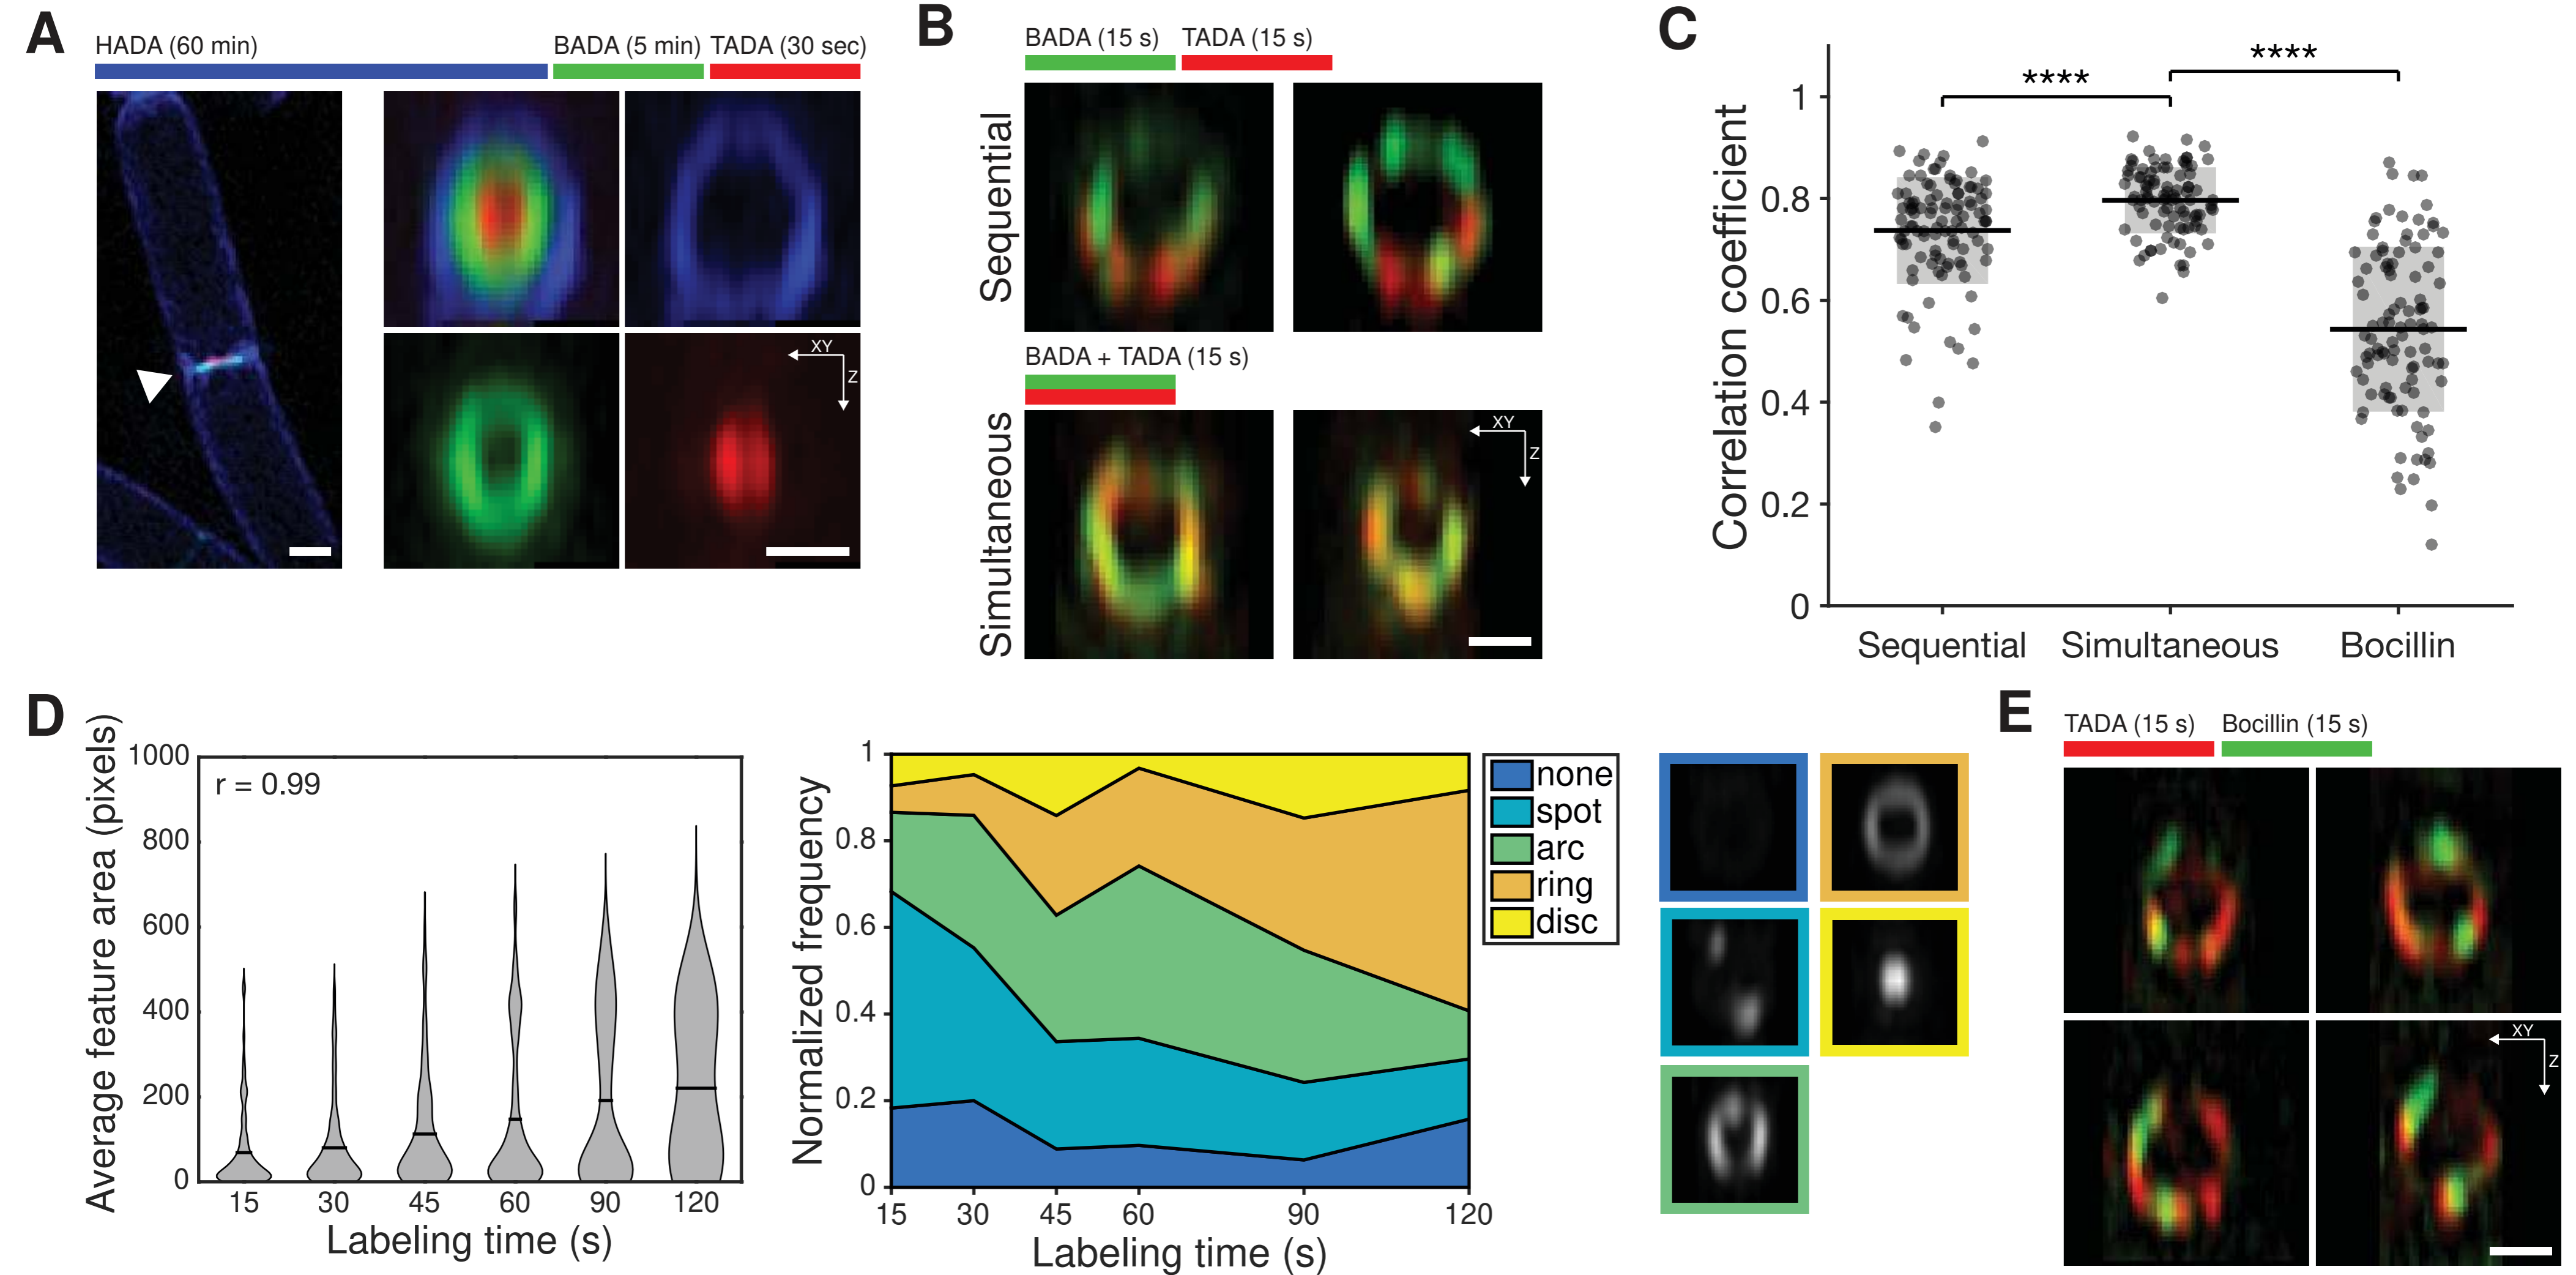 A
HADA (60 min)
BADA (5 min)
TADA (30 sec)
XY
Z
B
BADA (15 s)
TADA (15 s)
Sequential
BADA + TADA (15 s)
Simultaneous
XY
Z
C
****
****
Correlation coefficient
1
0.8
0.6
0.4
0.2
0
Sequential
Simultaneous
Bocillin
D
Average feature area (pixels)
1000
800
600
400
200
0
r = 0.99
15
30
45
60
90
120
Labeling time (s)
Normalized frequency
1
0.8
0.6
0.4
0.2
0
15
30
45
60
90
120
Labeling time (s)
none
spot
arc
ring
disc
E
TADA (15 s)
Bocillin (15 s)
XY
Z